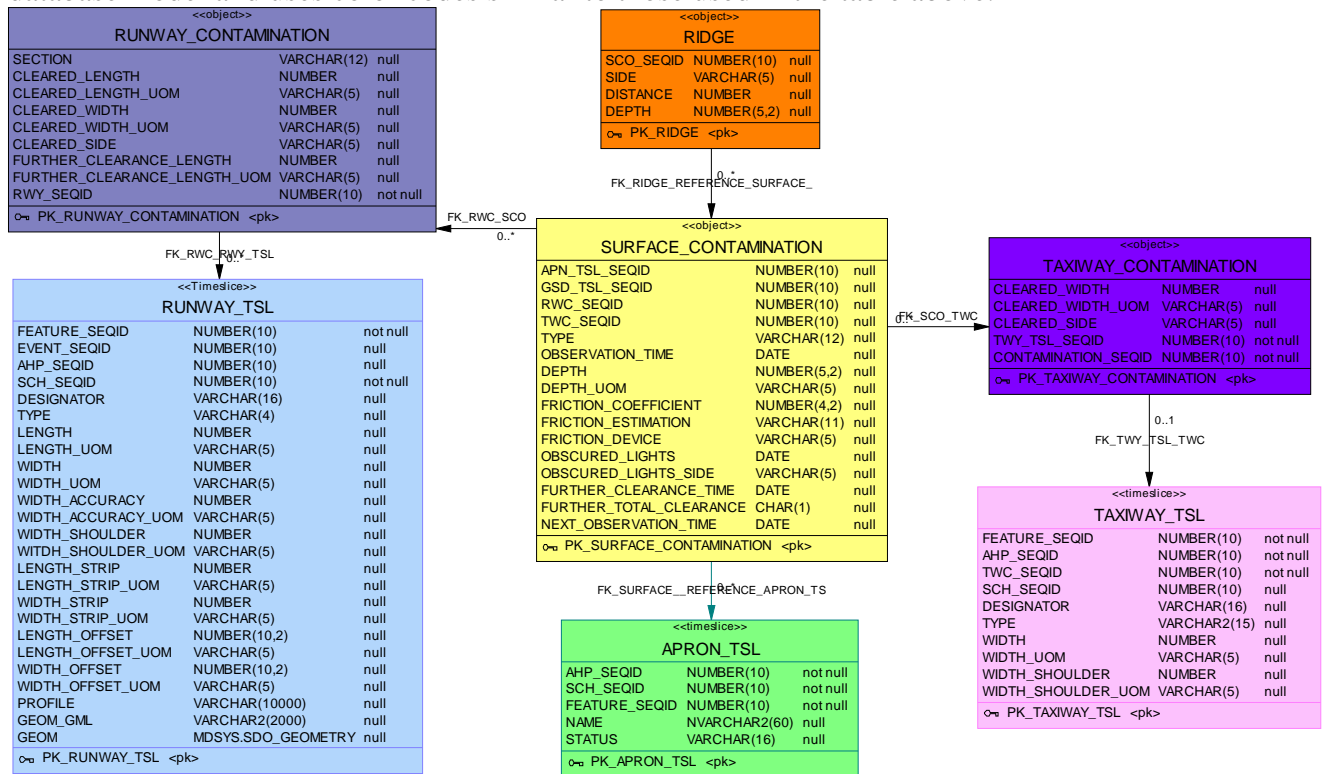 <<object>>
RUNWAY_CONTAMINATION
SECTION VARCHAR(12) null
CLEARED_LENGTH NUMBER null
CLEARED_LENGTH_UOM VARCHAR(5) null
CLEARED_WIDTH NUMBER null
CLEARED_WIDTH_UOM VARCHAR(5) null
CLEARED_SIDE VARCHAR(5) null
FURTHER_CLEARANCE_LENGTH NUMBER null
FURTHER_CLEARANCE_LENGTH_UOM VARCHAR(5) null
RWY_SEQID NUMBER(10) not null
PK_RUNWAY_CONTAMINATION <pk>
<<object>>
RIDGE
SCO_SEQID NUMBER(10) null
SIDE VARCHAR(5) null
DISTANCE NUMBER null
DEPTH NUMBER(5,2) null
PK_RIDGE <pk>
0..*
FK_RIDGE_REFERENCE_SURFACE_
FK_RWC_SCO
0..*
FK_RWC_RWY_TSL
0..*
<<object>>
SURFACE_CONTAMINATION
APN_TSL_SEQID NUMBER(10) null
GSD_TSL_SEQID NUMBER(10) null
RWC_SEQID NUMBER(10) null
TWC_SEQID NUMBER(10) null
TYPE VARCHAR(12) null
OBSERVATION_TIME DATE null
DEPTH NUMBER(5,2) null
DEPTH_UOM VARCHAR(5) null
FRICTION_COEFFICIENT NUMBER(4,2) null
FRICTION_ESTIMATION VARCHAR(11) null
FRICTION_DEVICE VARCHAR(5) null
OBSCURED_LIGHTS DATE null
OBSCURED_LIGHTS_SIDE VARCHAR(5) null
FURTHER_CLEARANCE_TIME DATE null
FURTHER_TOTAL_CLEARANCE CHAR(1) null
NEXT_OBSERVATION_TIME DATE null
PK_SURFACE_CONTAMINATION <pk>
0..*
FK_SCO_TWC
<<object>>
TAXIWAY_CONTAMINATION
CLEARED_WIDTH NUMBER null
CLEARED_WIDTH_UOM VARCHAR(5) null
CLEARED_SIDE VARCHAR(5) null
TWY_TSL_SEQID NUMBER(10) not null
CONTAMINATION_SEQID NUMBER(10) not null
PK_TAXIWAY_CONTAMINATION <pk>
0..1
FK_TWY_TSL_TWC
<<Timeslice>>
RUNWAY_TSL
FEATURE_SEQID NUMBER(10) not null
EVENT_SEQID NUMBER(10) null
AHP_SEQID NUMBER(10) null
SCH_SEQID NUMBER(10) not null
DESIGNATOR VARCHAR(16) null
TYPE VARCHAR(4) null
LENGTH NUMBER null
LENGTH_UOM VARCHAR(5) null
WIDTH NUMBER null
WIDTH_UOM VARCHAR(5) null
WIDTH_ACCURACY NUMBER null
WIDTH_ACCURACY_UOM VARCHAR(5) null
WIDTH_SHOULDER NUMBER null
WITDH_SHOULDER_UOM VARCHAR(5) null
LENGTH_STRIP NUMBER null
LENGTH_STRIP_UOM VARCHAR(5) null
WIDTH_STRIP NUMBER null
WIDTH_STRIP_UOM VARCHAR(5) null
LENGTH_OFFSET NUMBER(10,2) null
LENGTH_OFFSET_UOM VARCHAR(5) null
WIDTH_OFFSET NUMBER(10,2) null
WIDTH_OFFSET_UOM VARCHAR(5) null
PROFILE VARCHAR(10000) null
GEOM_GML VARCHAR2(2000) null
GEOM MDSYS.SDO_GEOMETRY null
PK_RUNWAY_TSL <pk>
FK_SURFACE__REFERENCE_APRON_TS
0..*
<<timeslice>>
APRON_TSL
AHP_SEQID NUMBER(10) not null
SCH_SEQID NUMBER(10) not null
FEATURE_SEQID NUMBER(10) not null
NAME NVARCHAR2(60) null
STATUS VARCHAR(16) null
PK_APRON_TSL <pk>
<<timeslice>>
TAXIWAY_TSL
FEATURE_SEQID NUMBER(10) not null
AHP_SEQID NUMBER(10) not null
TWC_SEQID NUMBER(10) not null
SCH_SEQID NUMBER(10) null
DESIGNATOR VARCHAR(16) null
TYPE VARCHAR2(15) null
WIDTH NUMBER null
WIDTH_UOM VARCHAR(5) null
WIDTH_SHOULDER NUMBER null
WIDTH_SHOULDER_UOM VARCHAR(5) null
PK_TAXIWAY_TSL <pk>